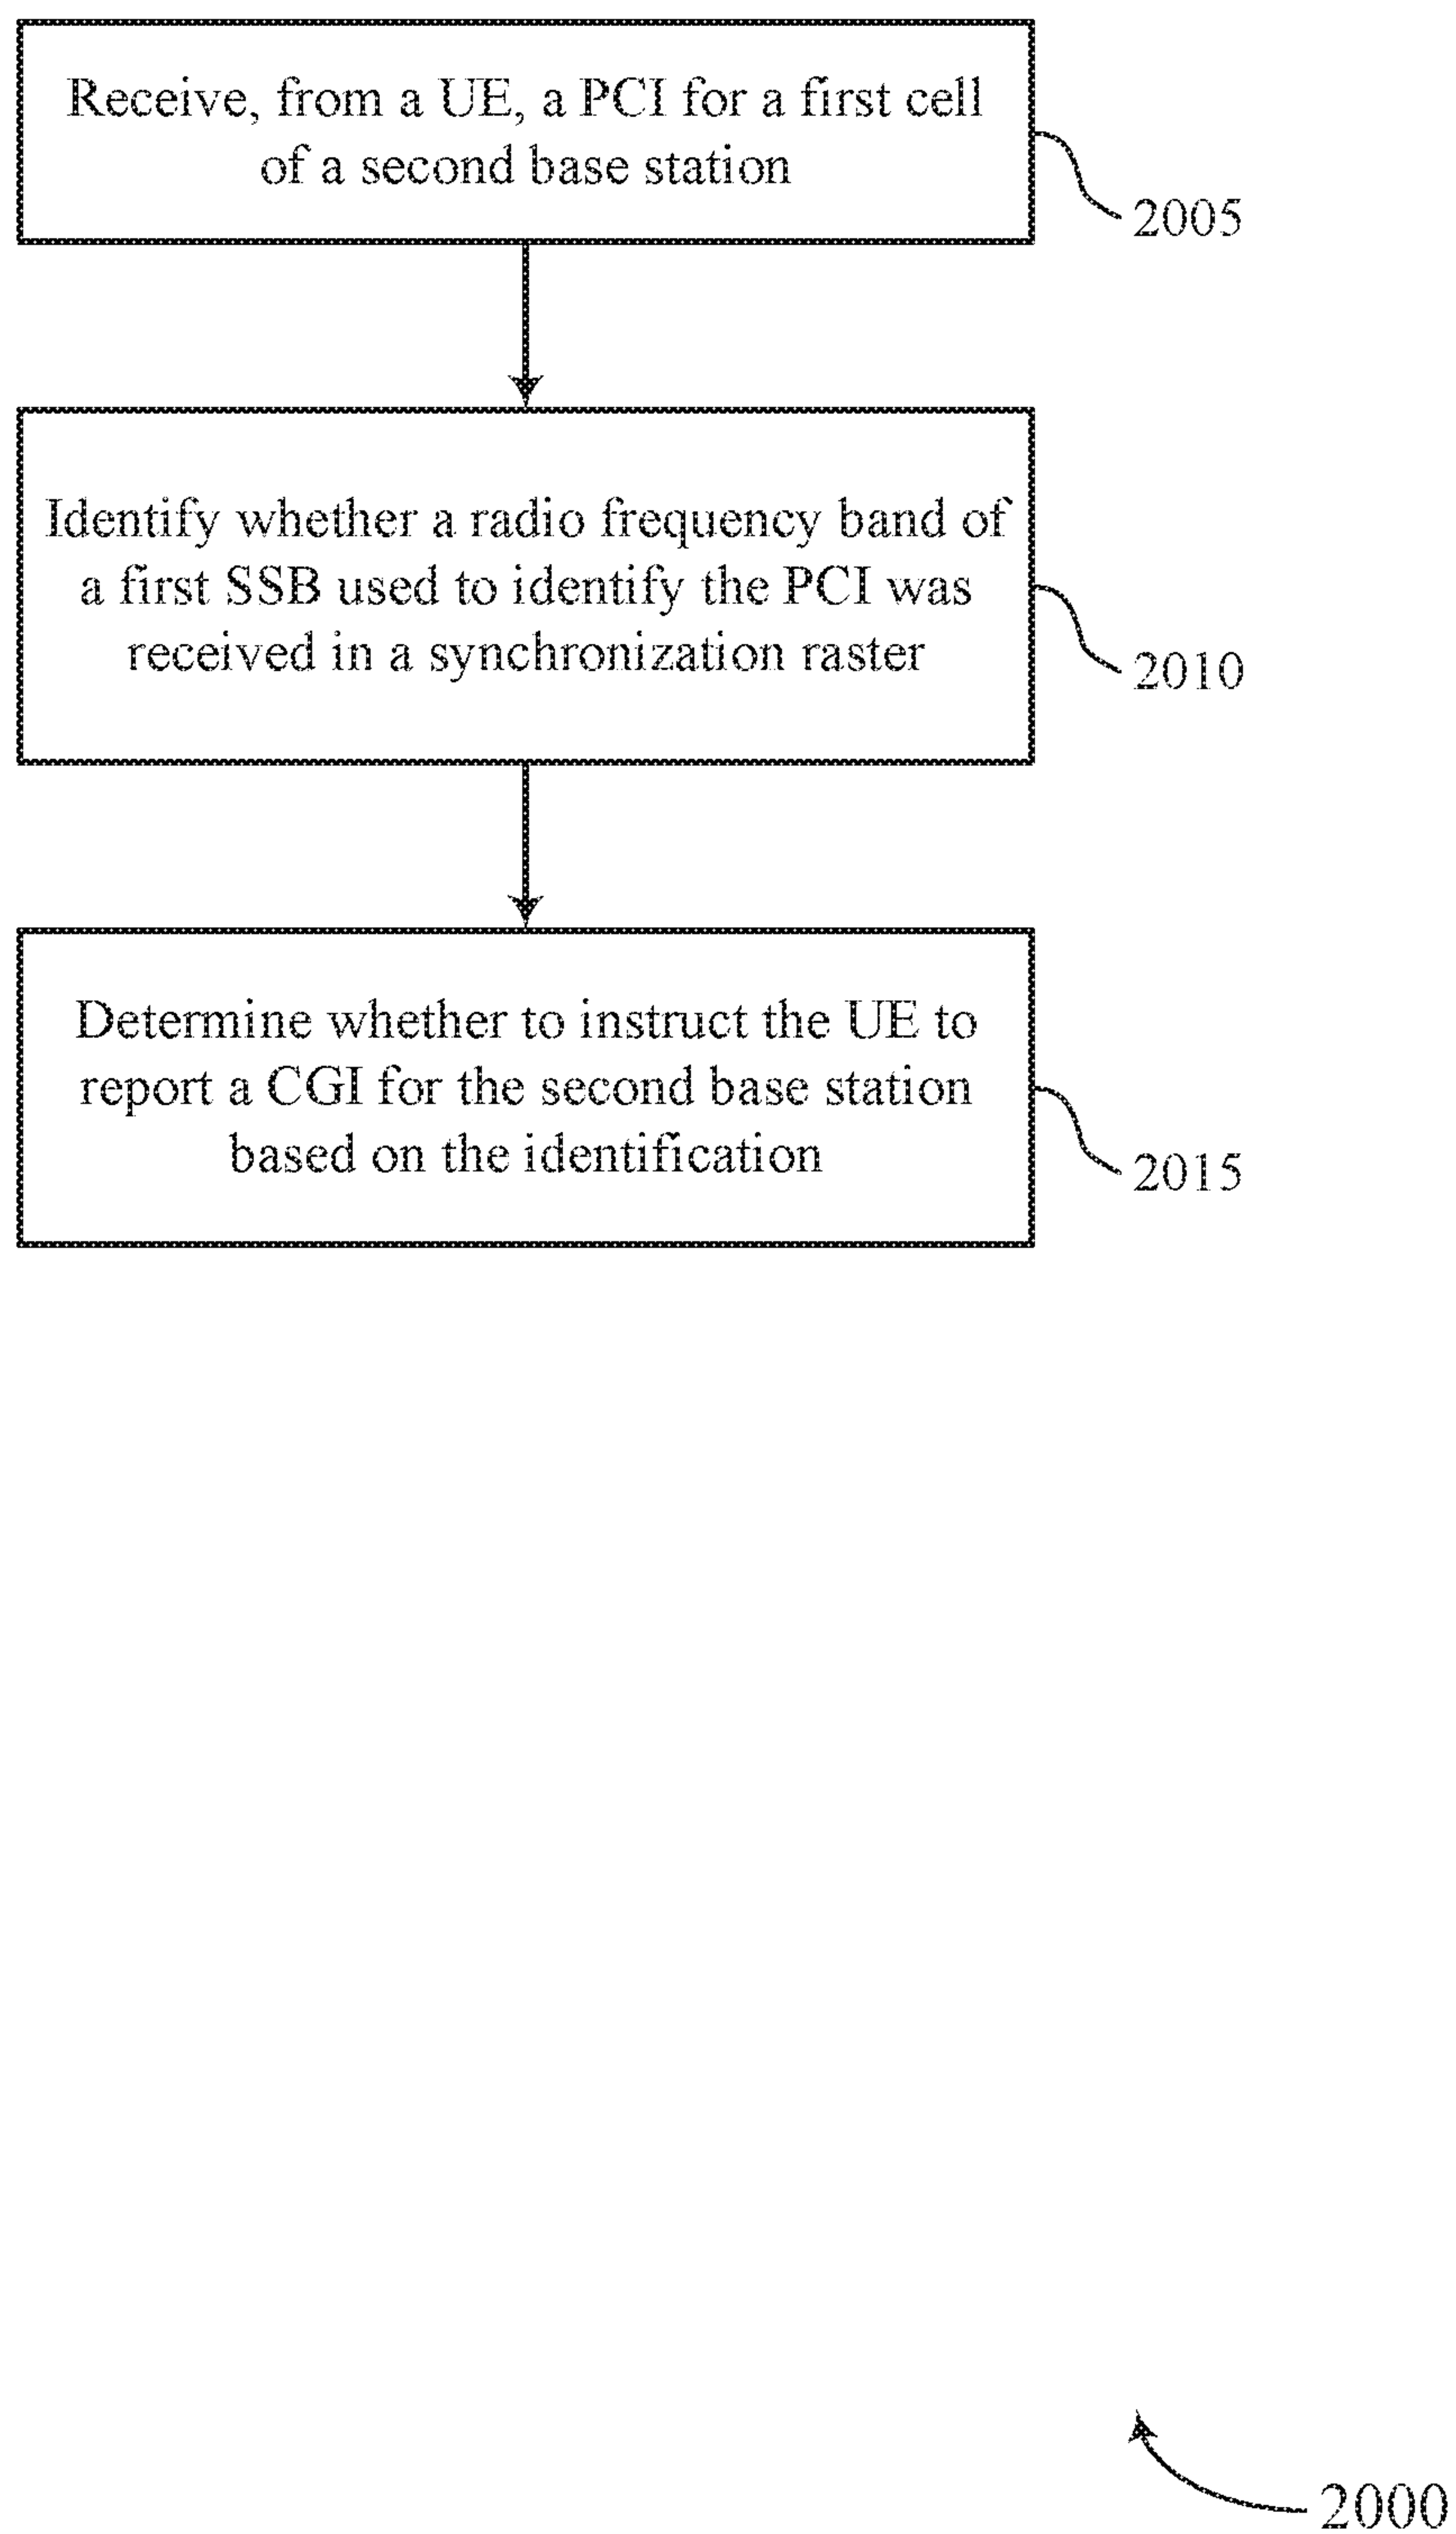 Receive, from a UE, a PCI for a first cell
of a second base station
2005
Identify whether a radio frequency band of
a first SSB used to identify the PCI was
received in a synchronization raster
2010
Determine whether to instruct the UE to
report a CGI for the second base station
based on the identification
2015
2000